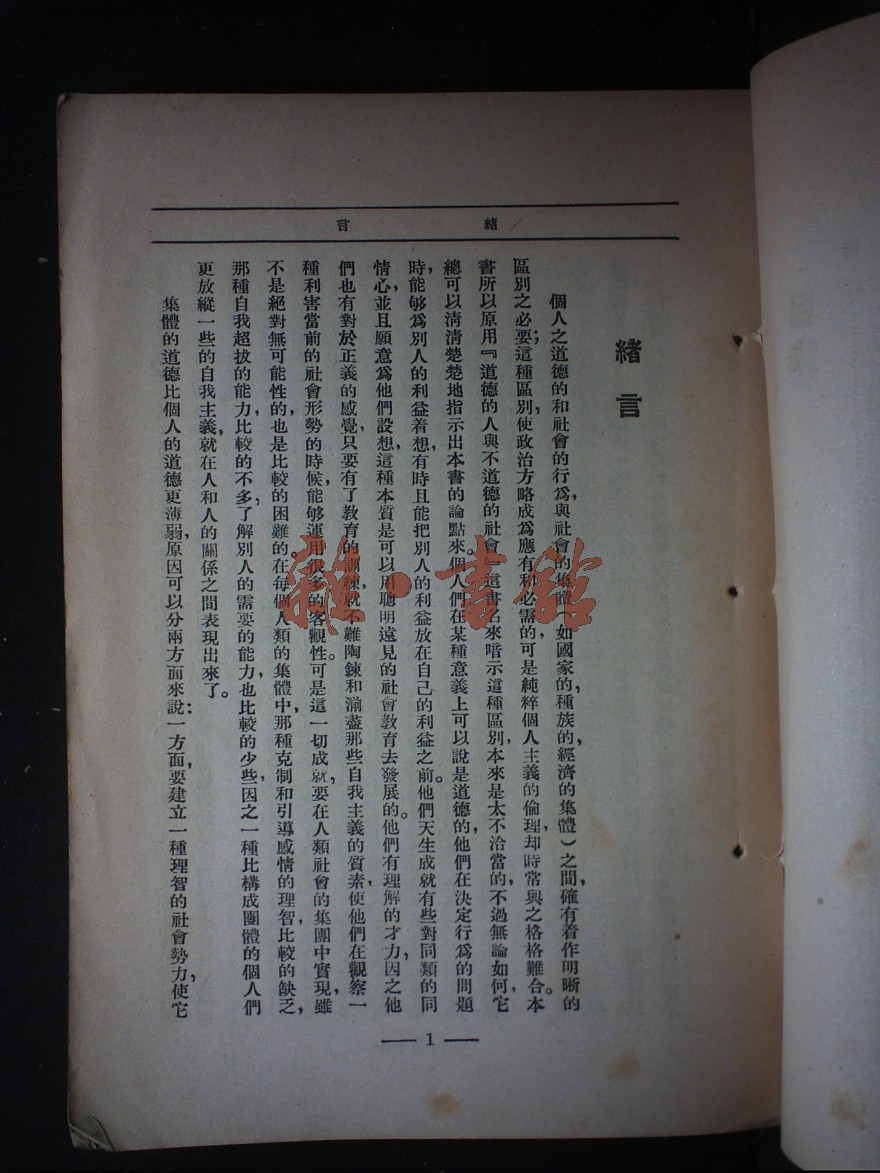 緒言
緒言
個人之道德的和社會的行爲，與社會的集體（如國家的，種族的，經濟的集體）之間，確有着作明晰的
區別之必要；這種區別，使政治方略成爲應有和必需的，可是純粹個人主義的倫理，却時常與之格格難合。本
書所以原用『道德的人與不道德的社會』這書名來喑示這種區別，本來是太不洽當的，不過無論如何，它
總可以清清楚楚地指示出本書的論點來。個人們在某種意義上可以說是道德的，他們在決定行爲的問題
時，能够爲別人的利益着想，有時且能把別人的利益放在自己的利益之前。他們天生成就有些對同類的同
情心，並且願意爲他們設想，這種本質是可以用聰明遠見的社會教育去發展的。他們有理解的才力，因之他
們也有對於正義的感覺，只要有了教育的訓練，就不難陶鍊和湔盡那些自我主義的質素，使他們在觀察一
種利害當前的社會形勢的時候，能够運用很多的客觀性。可是這一切成就，要在人類社會的集團中實現，雖
不是絕對無可能性的，也是比較的困難的。在每個人類的集體中，那種克制和引導感情的理智，比較的缺乏，
那種自我超拔的能力，比較的不多，了解別人的需要的能力，也比較的少些，因之一種比構成團體的個人們
更放縱一些的自我主義，就在人和人的關係之間表現出來了。
集體的道德比個人的道德更薄弱，原因可以分兩方面來說：一方面，要建立一種理智的社會勢力，使它
— 1 —
雜·書館